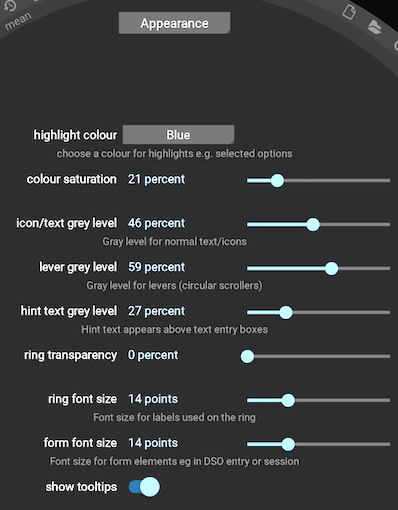 mean
Appearance
highlight colour Blue
choose a colour for highlights e.g. selected options
colour saturation 21 percent
icon/text grey level 46 percent
Gray level for normal text/icons
lever grey level 59 percent
Gray level for levers (circular scrollers)
hint text grey level 27 percent
Hint text appears above text entry boxes
ring transparency 0 percent
ring font size 14 points
Font size for labels used on the ring
form font size 14 points
Font size for form elements eg in DSO entry or session
show tooltips